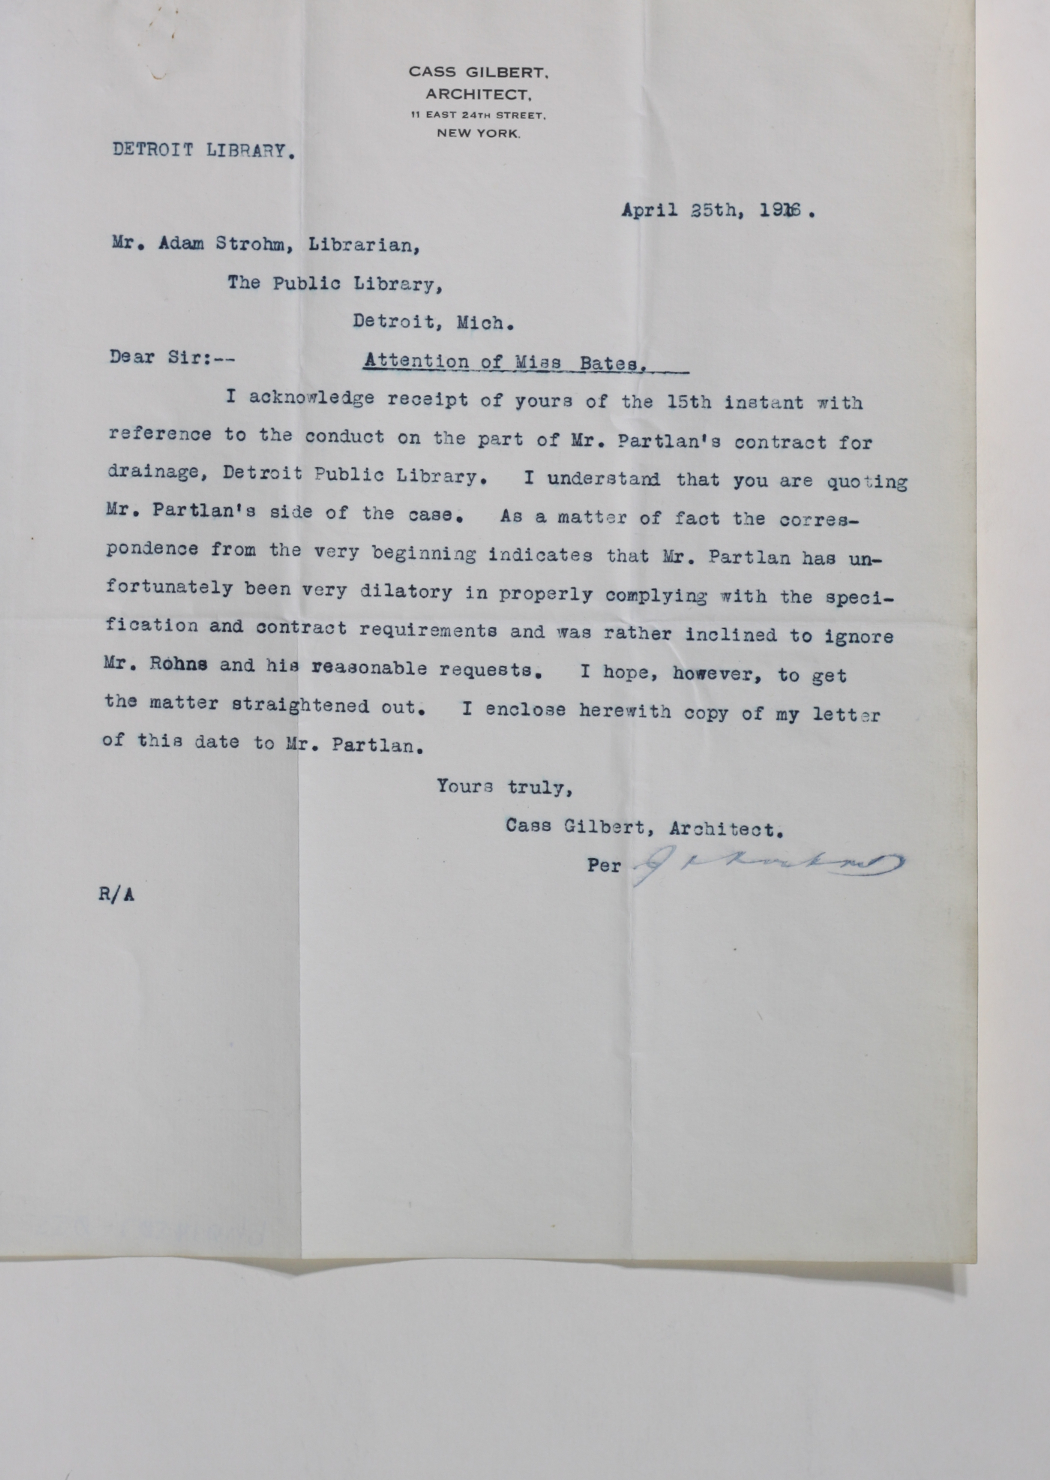 CASS GILBERT,
ARCHITECT,
11 EAST 24TH STREET,
NEW YORK.
DETROIT LIBRARY.
April 25th, 1916.
Mr. Adam Strohm, Librarian,
The Public Library,
Detroit, Mich.
Dear Sir:-- Attention of Miss Bates.
I acknowledge receipt of yours of the 15th instant with
reference to the conduct on the part of Mr. Partlan's contract for
drainage, Detroit Public Library. I understand that you are quoting
Mr. Partlan's side of the case. As a matter of fact the corres-
pondence from the very beginning indicates that Mr. Partlan has un-
fortunately been very dilatory in properly complying with the speci-
fication and contract requirements and was rather inclined to ignore
Mr. Rohns and his reasonable requests. I hope, however, to get
the matter straightened out. I enclose herewith copy of my letter
of this date to Mr. Partlan.
Yours truly,
Cass Gilbert, Architect.
Per
R/A